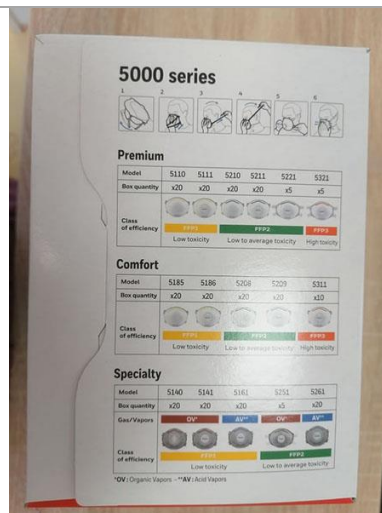 5000 series
1 2 3 4 5 6
Premium
Model 5110 5111 5210 5211 5221 5321
Box quantity x20 x20 x20 x20 x5 x5
Class
of efficiency FFP1 FFP2 FFP3
Low toxicity Low to average toxicity High toxicity
Comfort
Model 5185 5186 5208 5209 5311
Box quantity x20 x20 x20 x20 x10
Class
of efficiency FFP1 FFP2 FFP3
Low toxicity Low to average toxicity High toxicity
Specialty
Model 5140 5141 5161 5251 5261
Box quantity x20 x20 x20 x5 x20
Gas/Vapors OV* AV** OV* AV**
Class
of efficiency FFP1 FFP2
Low toxicity Low to average toxicity
*OV: Organic Vapors - **AV: Acid Vapors